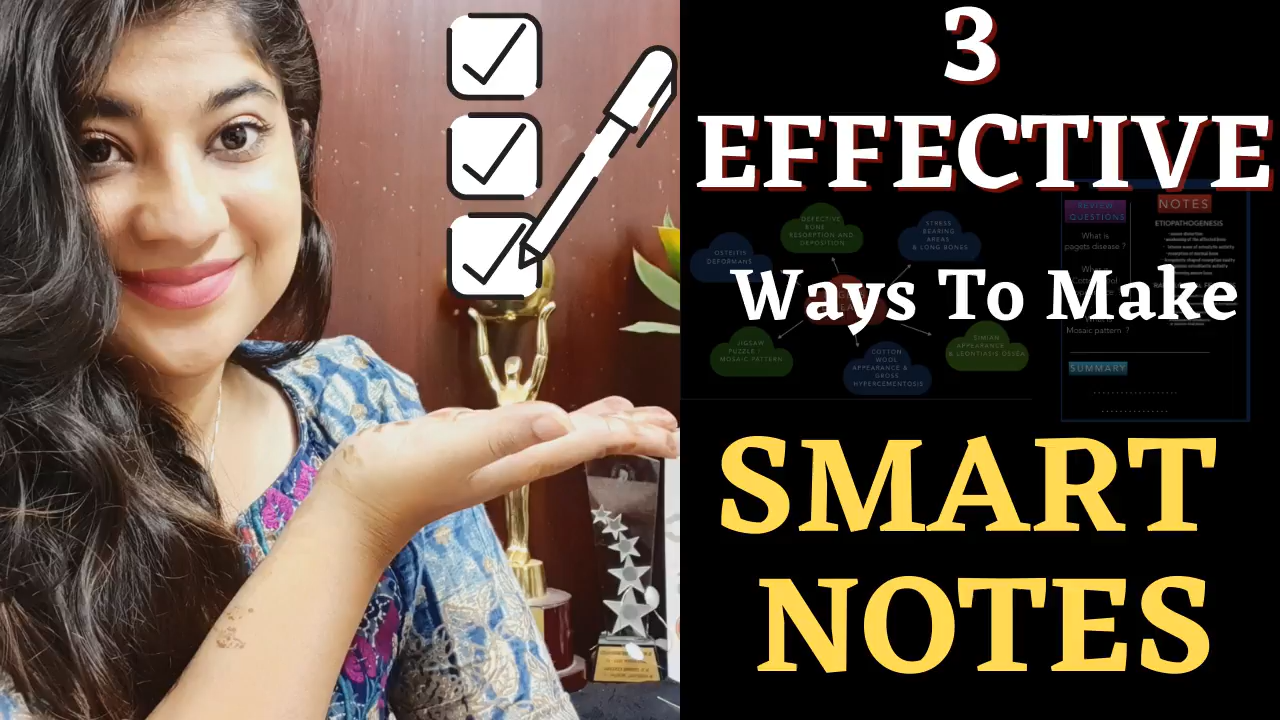 3
EFFECTIVE
Ways To Make
SMART
NOTES
DEFECTIVE
BONE
RESORPTION AND
DEPOSITION
STRESS
BEARING
AREAS
& LONG BONES
OSTEITIS
DEFORMANS
JIGSAW
PUZZLE /
MOSAIC PATTERN
COTTON
WOOL
APPEARANCE &
GROSS
HYPERCEMENTOSIS
SIMIAN
APPEARANCE
& LEONTIASIS OSSEA
REVIEW
QUESTIONS
What is
pagets disease ?
Mosaic pattern ?
NOTES
ETIOPATHOGENESIS
SUMMARY